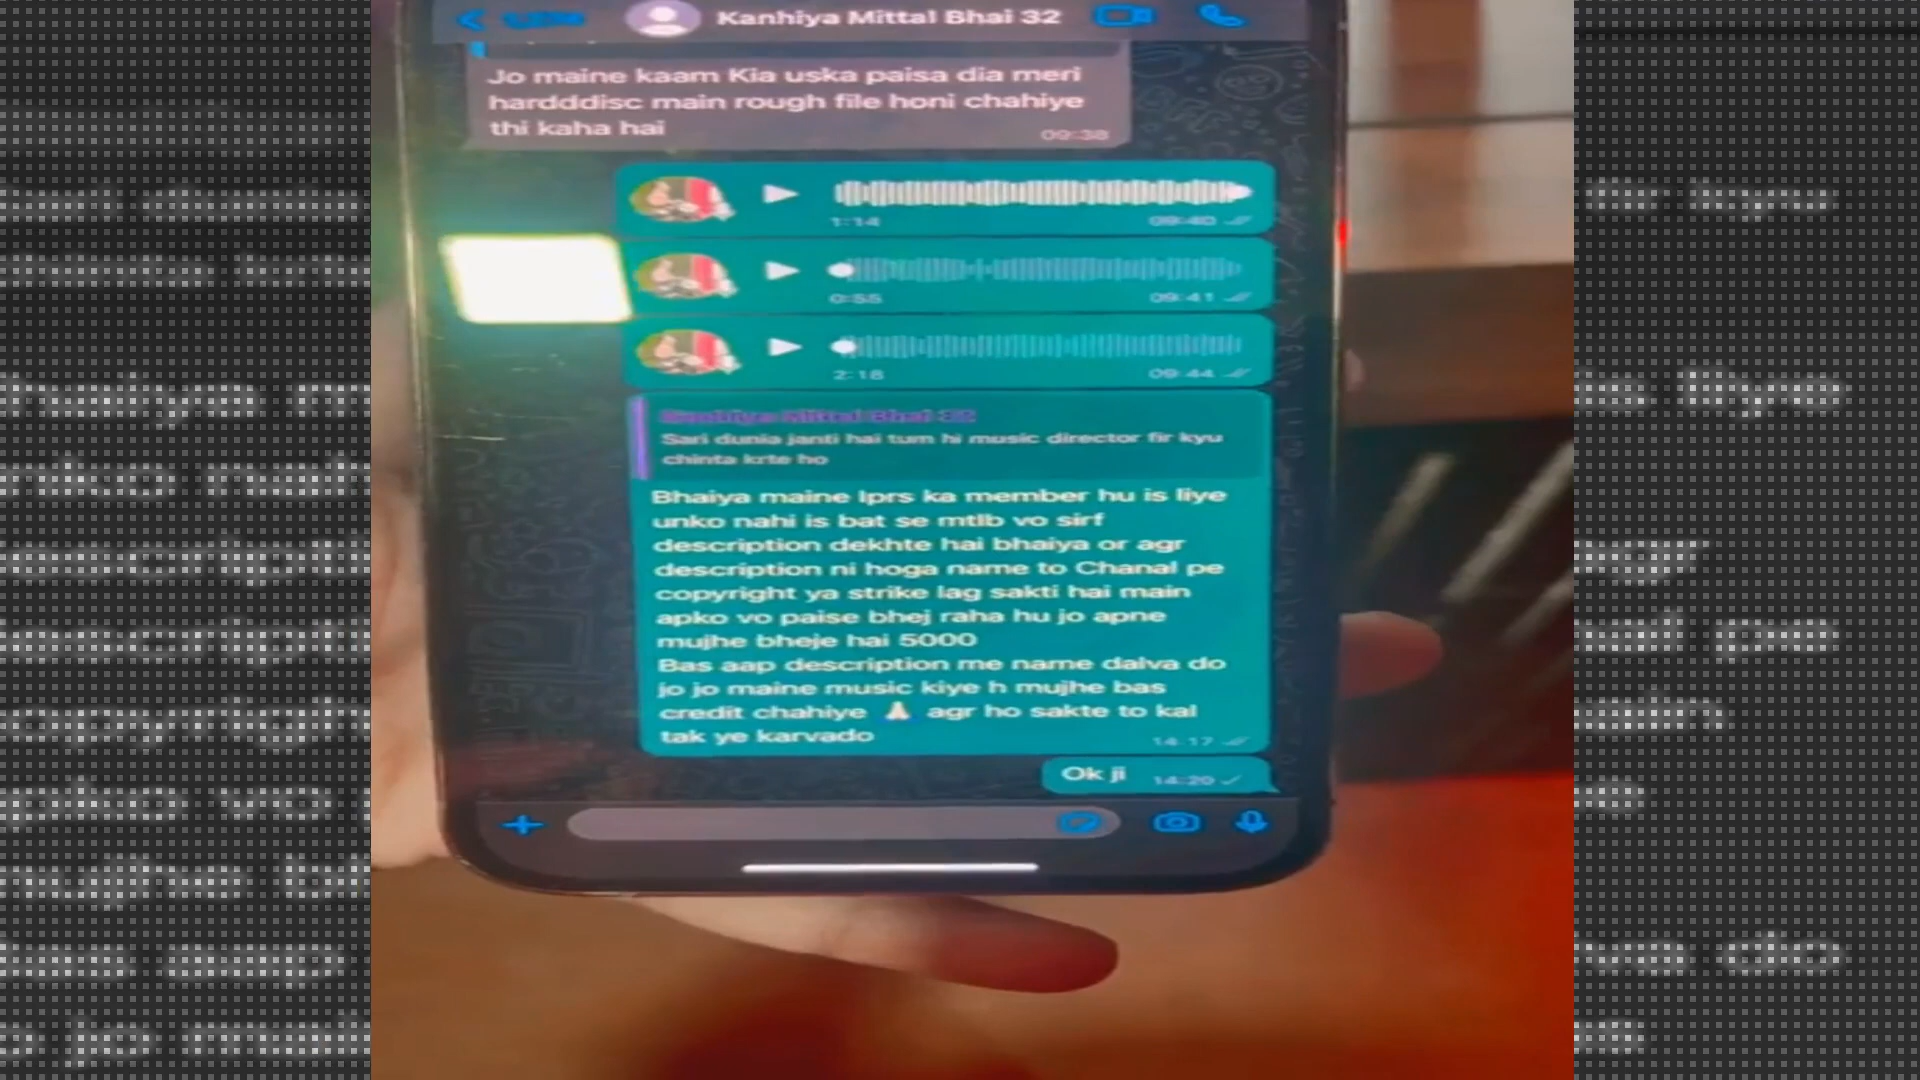 Kanhiya Mittal Bhai 32
Jo maine kaam Kia uska paisa dia meri
hardddisc main rough file honi chahiye
thi kaha hai
09:38
1:14 09:40
0:55 09:41
2:18 09:44
Kanhiya Mittal Bhai 32
Sari dunia janti hai tum hi music director fir kyu
chinta krte ho
Bhaiya maine Iprs ka member hu is liye
unko nahi is bat se mtlb vo sirf
description dekhte hai bhaiya or agr
description ni hoga name to Chanal pe
copyright ya strike lag sakti hai main
apko vo paise bhej raha hu jo apne
mujhe bheje hai 5000
Bas aap description me name dalva do
jo jo maine music kiye h mujhe bas
credit chahiye 🙏 agr ho sakte to kal
tak ye karvado
14:17
Ok ji 14:20